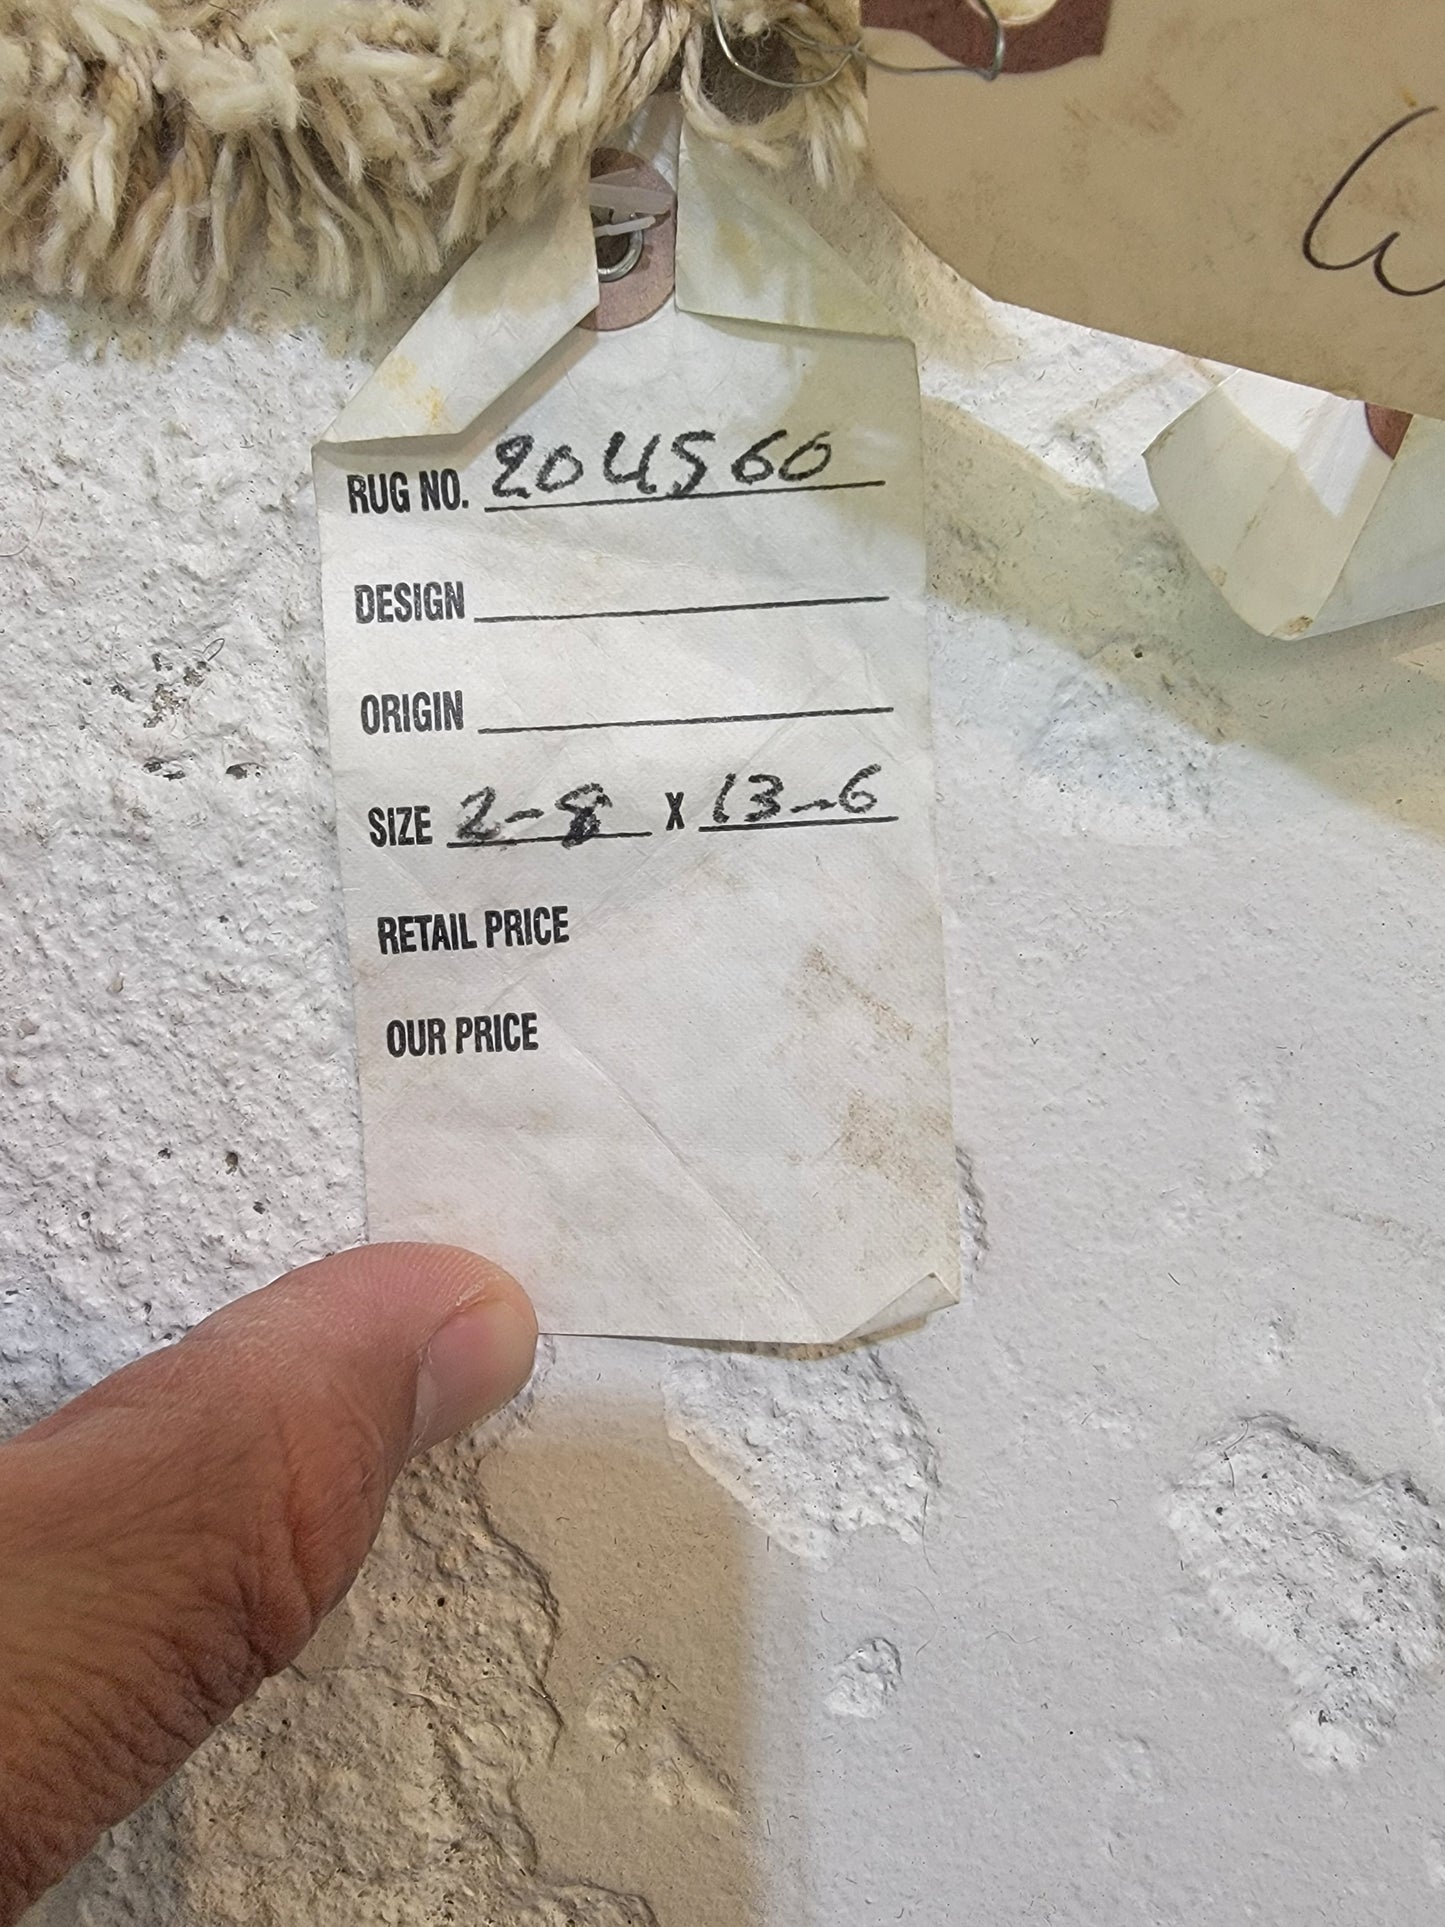 RUG NO. 204560
DESIGN
ORIGIN
SIZE 2-8 X 13-6
RETAIL PRICE
OUR PRICE